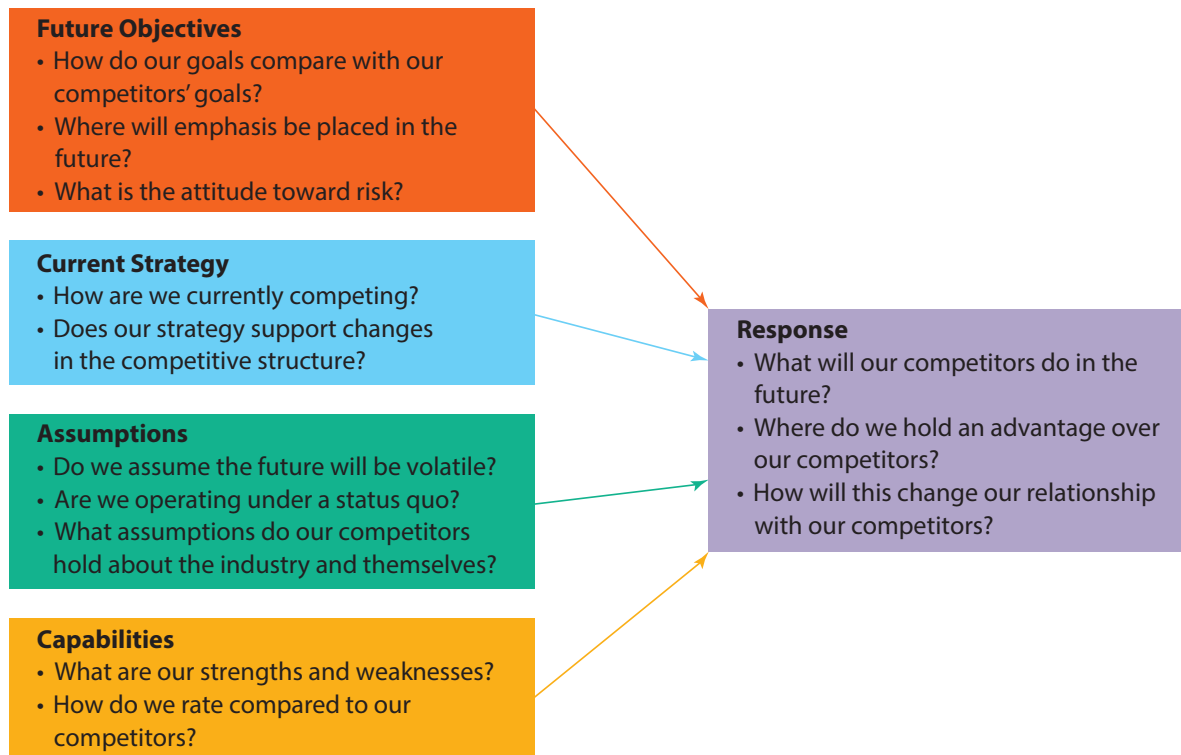 Future Objectives
• How do our goals compare with our
competitors’ goals?
• Where will emphasis be placed in the
future?
• What is the attitude toward risk?
Current Strategy
• How are we currently competing?
• Does our strategy support changes
in the competitive structure?
Assumptions
• Do we assume the future will be volatile?
• Are we operating under a status quo?
• What assumptions do our competitors
hold about the industry and themselves?
Capabilities
• What are our strengths and weaknesses?
• How do we rate compared to our
competitors?
Response
• What will our competitors do in the
future?
• Where do we hold an advantage over
our competitors?
• How will this change our relationship
with our competitors?